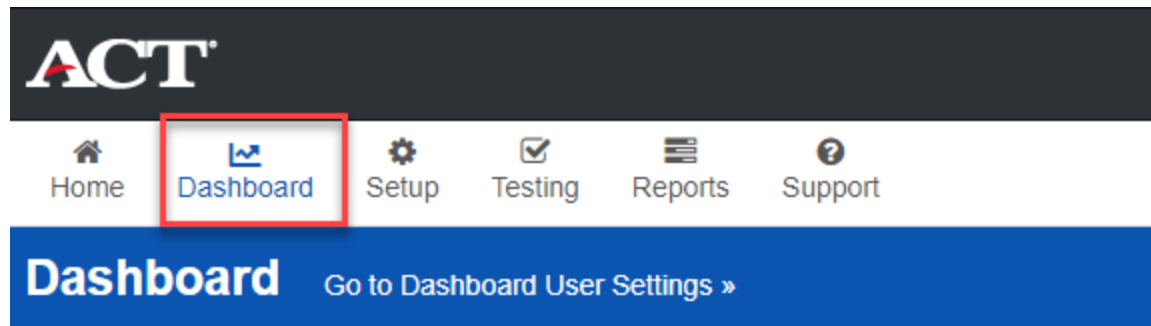 ACT®
Home Dashboard Setup Testing Reports Support
Dashboard Go to Dashboard User Settings »